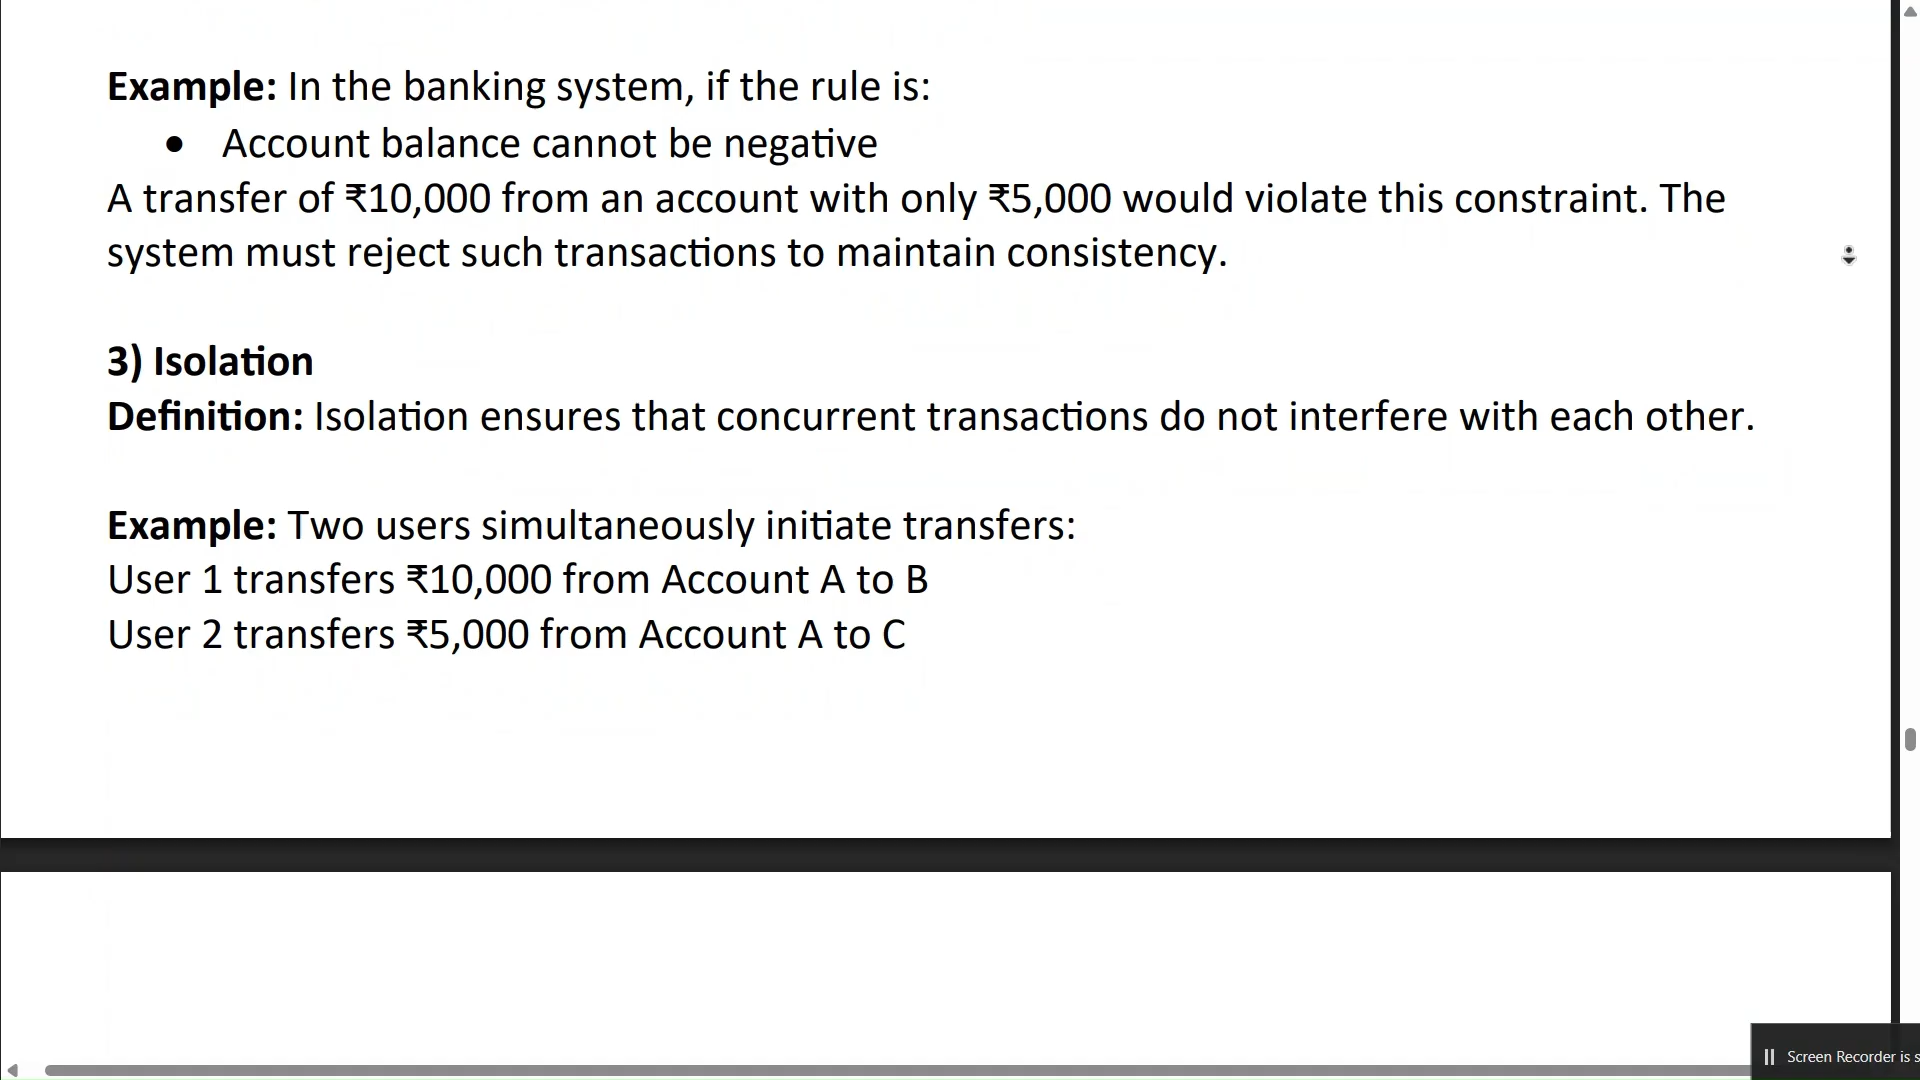 Example: In the banking system, if the rule is:
• Account balance cannot be negative
A transfer of ₹10,000 from an account with only ₹5,000 would violate this constraint. The
system must reject such transactions to maintain consistency.
3) Isolation
Definition: Isolation ensures that concurrent transactions do not interfere with each other.
Example: Two users simultaneously initiate transfers:
User 1 transfers ₹10,000 from Account A to B
User 2 transfers ₹5,000 from Account A to C
Screen Recorder is s